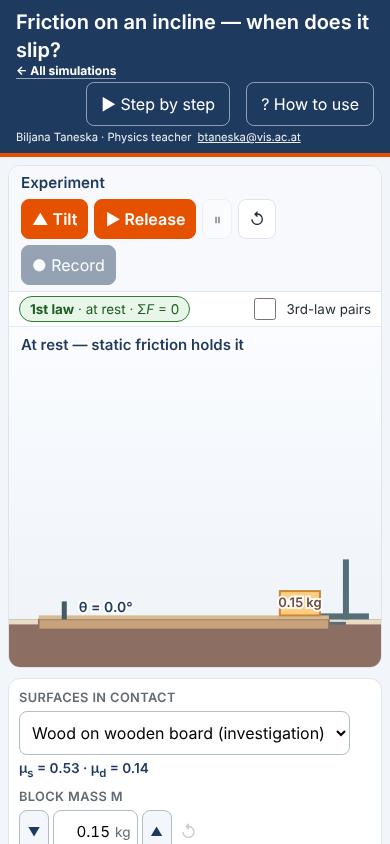 Friction on an incline — when does it
slip?
← All simulations
▶ Step by step
? How to use
Biljana Taneska · Physics teacher btaneska@vis.ac.at
Experiment
▲ Tilt
▶ Release
⏸
↺
● Record
1st law · at rest · ΣF = 0
3rd-law pairs
At rest — static friction holds it
θ = 0.0°
0.15 kg
SURFACES IN CONTACT
Wood on wooden board (investigation)
μs = 0.53 · μd = 0.14
BLOCK MASS M
▼ 0.15 kg ▲ ↺